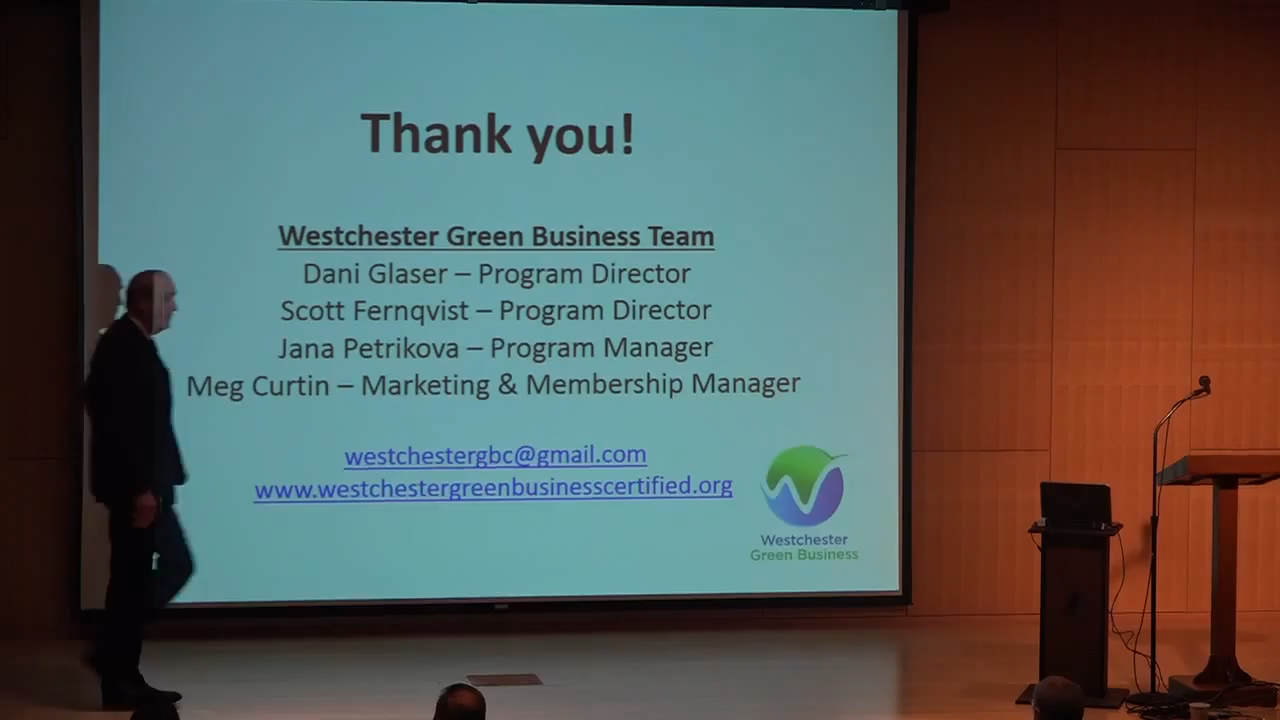 Thank you!
Westchester Green Business Team
Dani Glaser – Program Director
Scott Fernqvist – Program Director
Jana Petrikova – Program Manager
Meg Curtin – Marketing & Membership Manager
westchestergbc@gmail.com
www.westchestergreenbusinesscertified.org
Westchester
Green Business